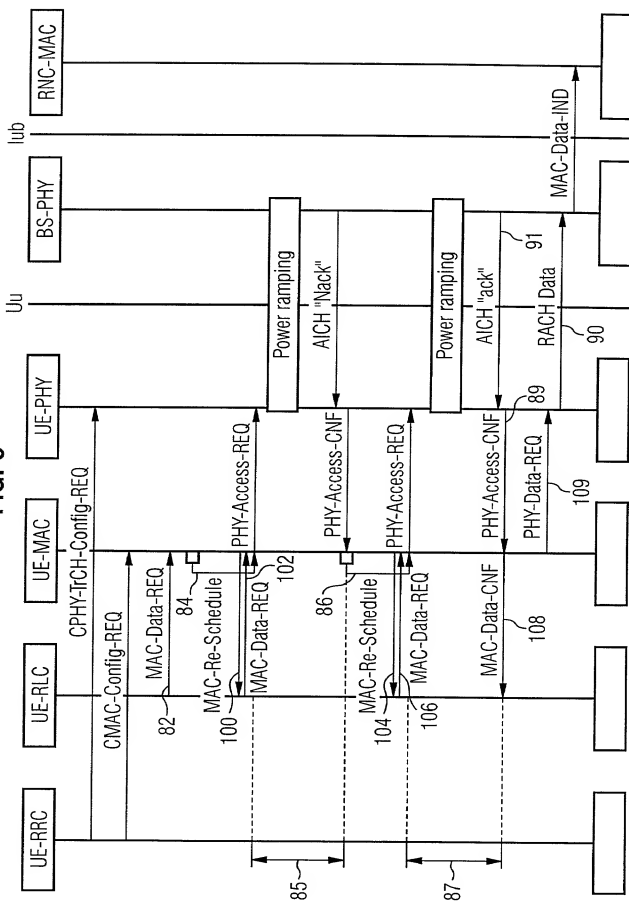 UE-RRC
UE-RLC
UE-MAC
UE-PHY
Uu
BS-PHY
Iub
RNC-MAC
CPHY-TrCH-Config-REQ
CMAC-Config-REQ
MAC-Data-REQ
82
84
MAC-Re-Schedule
100
MAC-Data-REQ
102
PHY-Access-REQ
Power ramping
AICH "Nack"
PHY-Access-CNF
85
86
MAC-Re-Schedule
104
106
MAC-Data-REQ
PHY-Access-REQ
Power ramping
AICH "ack"
91
PHY-Access-CNF
89
MAC-Data-CNF
108
87
PHY-Data-REQ
109
RACH Data
90
MAC-Data-IND